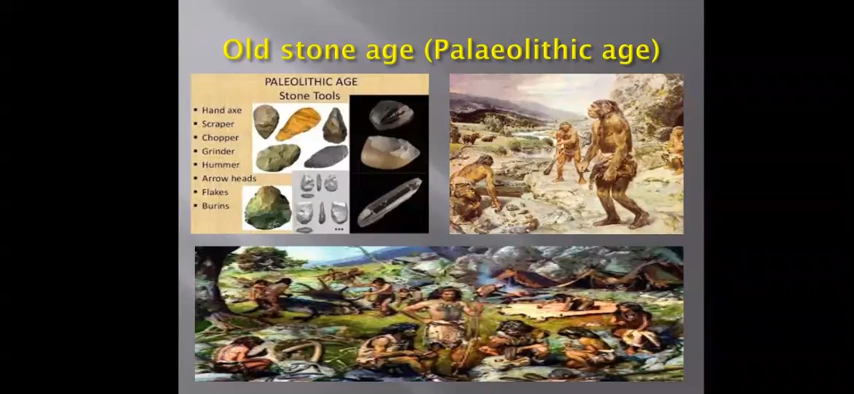 Old stone age (Palaeolithic age)
PALEOLITHIC AGE
Stone Tools
▪ Hand axe
▪ Scraper
▪ Chopper
▪ Grinder
▪ Hummer
▪ Arrow heads
▪ Flakes
▪ Burins